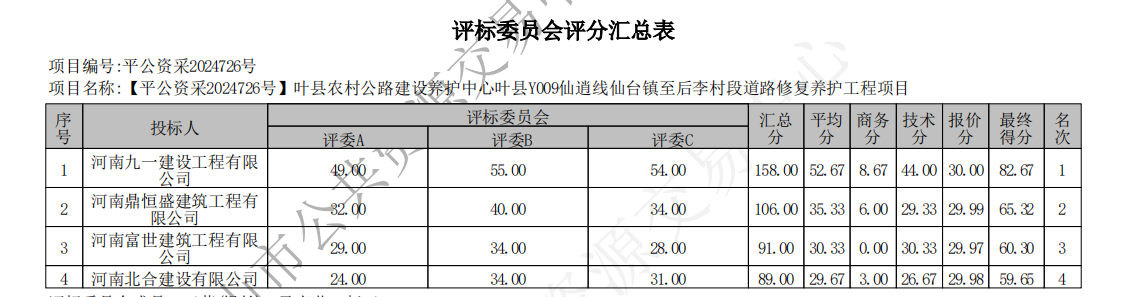 评标委员会评分汇总表
项目编号:平公资采2024726号
项目名称:【平公资采2024726号】叶县农村公路建设养护中心叶县Y009仙逍线仙台镇至后李村段道路修复养护工程项目
序号 投标人 评标委员会 汇总分 平均分 商务分 技术分 报价分 最终得分 名次
评委A 评委B 评委C
1 河南九一建设工程有限公司 49.00 55.00 54.00 158.00 52.67 8.67 44.00 30.00 82.67 1
2 河南鼎恒盛建筑工程有限公司 32.00 40.00 34.00 106.00 35.33 6.00 29.33 29.99 65.32 2
3 河南富世建筑工程有限公司 29.00 34.00 28.00 91.00 30.33 0.00 30.33 29.97 60.30 3
4 河南北合建设有限公司 24.00 34.00 31.00 89.00 29.67 3.00 26.67 29.98 59.65 4